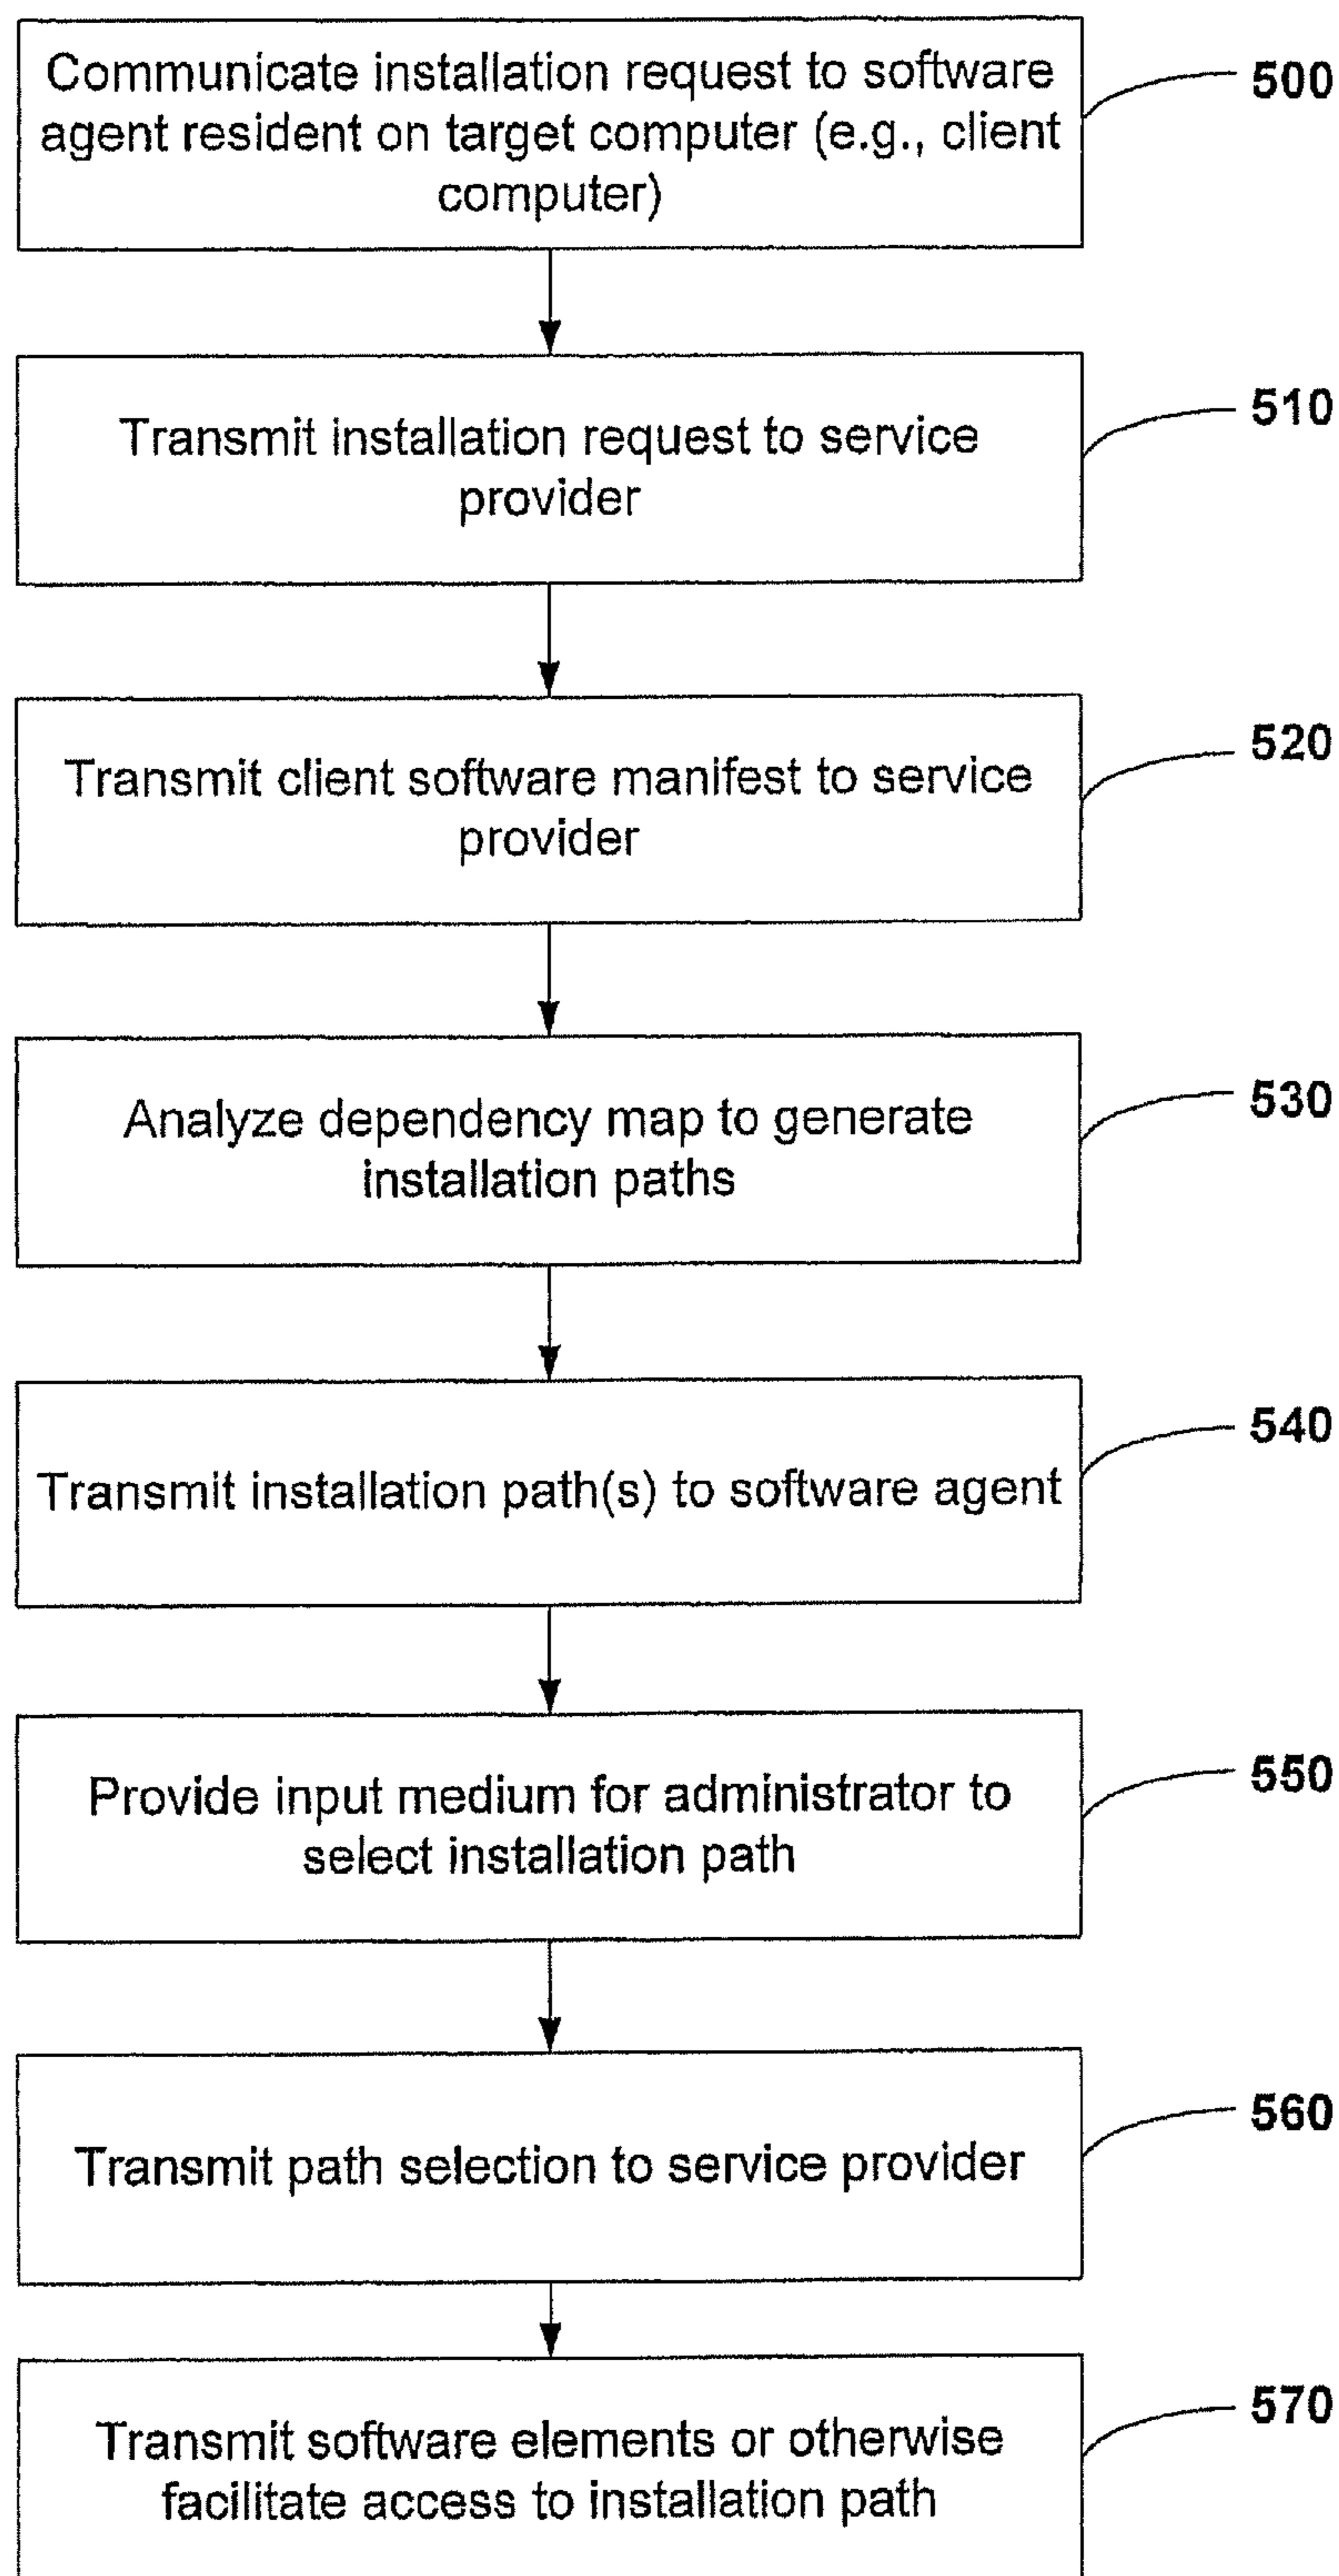 Communicate installation request to software
agent resident on target computer (e.g., client
computer)
500
Transmit installation request to service
provider
510
Transmit client software manifest to service
provider
520
Analyze dependency map to generate
installation paths
530
Transmit installation path(s) to software agent
540
Provide input medium for administrator to
select installation path
550
Transmit path selection to service provider
560
Transmit software elements or otherwise
facilitate access to installation path
570